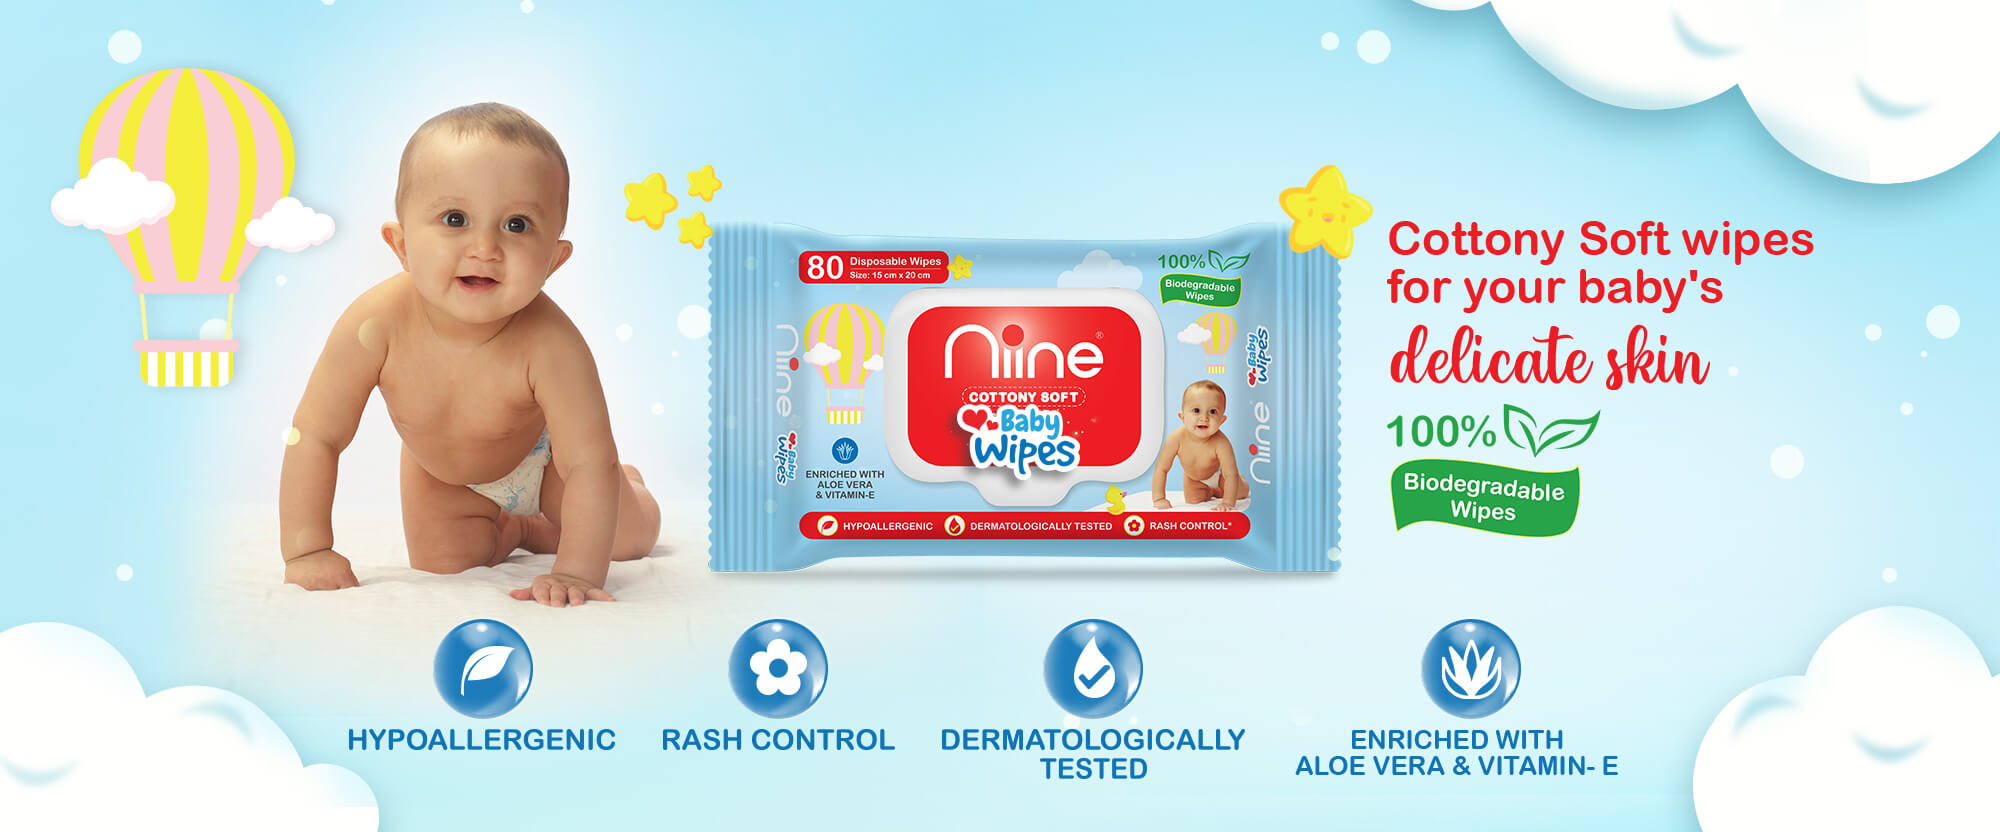 80 Disposable Wipes
Size: 15 cm x 20 cm
100%
Biodegradable
Wipes
niine
Baby
Wipes
niine®
COTTONY SOFT
Baby
Wipes
ENRICHED WITH
ALOE VERA
& VITAMIN-E
Baby
Wipes
niine
HYPOALLERGENIC DERMATOLOGICALLY TESTED RASH CONTROL*
Cottony Soft wipes
for your baby's
delicate skin
100%
Biodegradable
Wipes
HYPOALLERGENIC
RASH CONTROL
DERMATOLOGICALLY
TESTED
ENRICHED WITH
ALOE VERA & VITAMIN- E